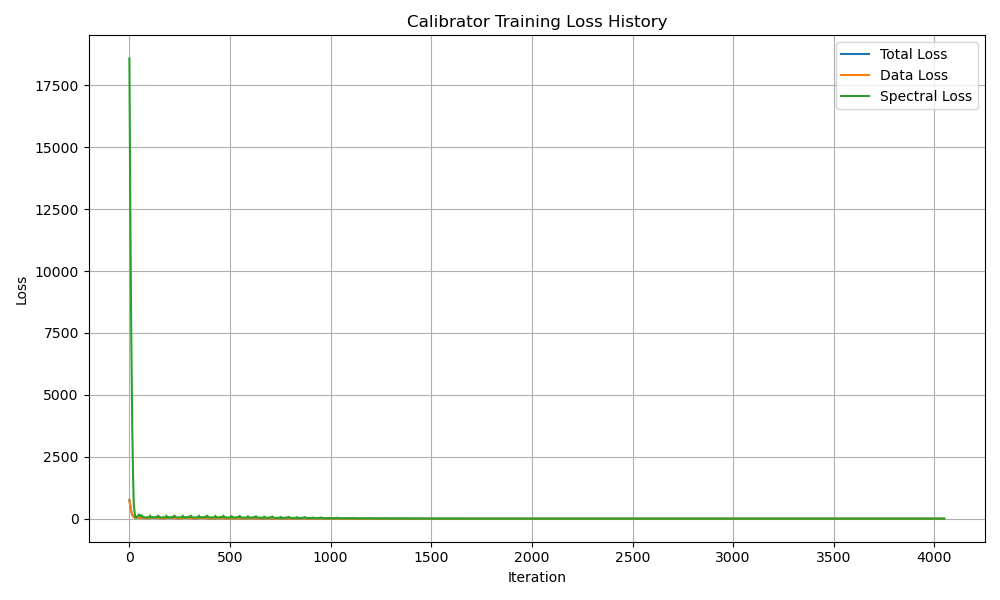 Calibrator Training Loss History
Total Loss
Data Loss
Spectral Loss
17500
15000
12500
10000
7500
5000
2500
0
Loss
0 500 1000 1500 2000 2500 3000 3500 4000
Iteration